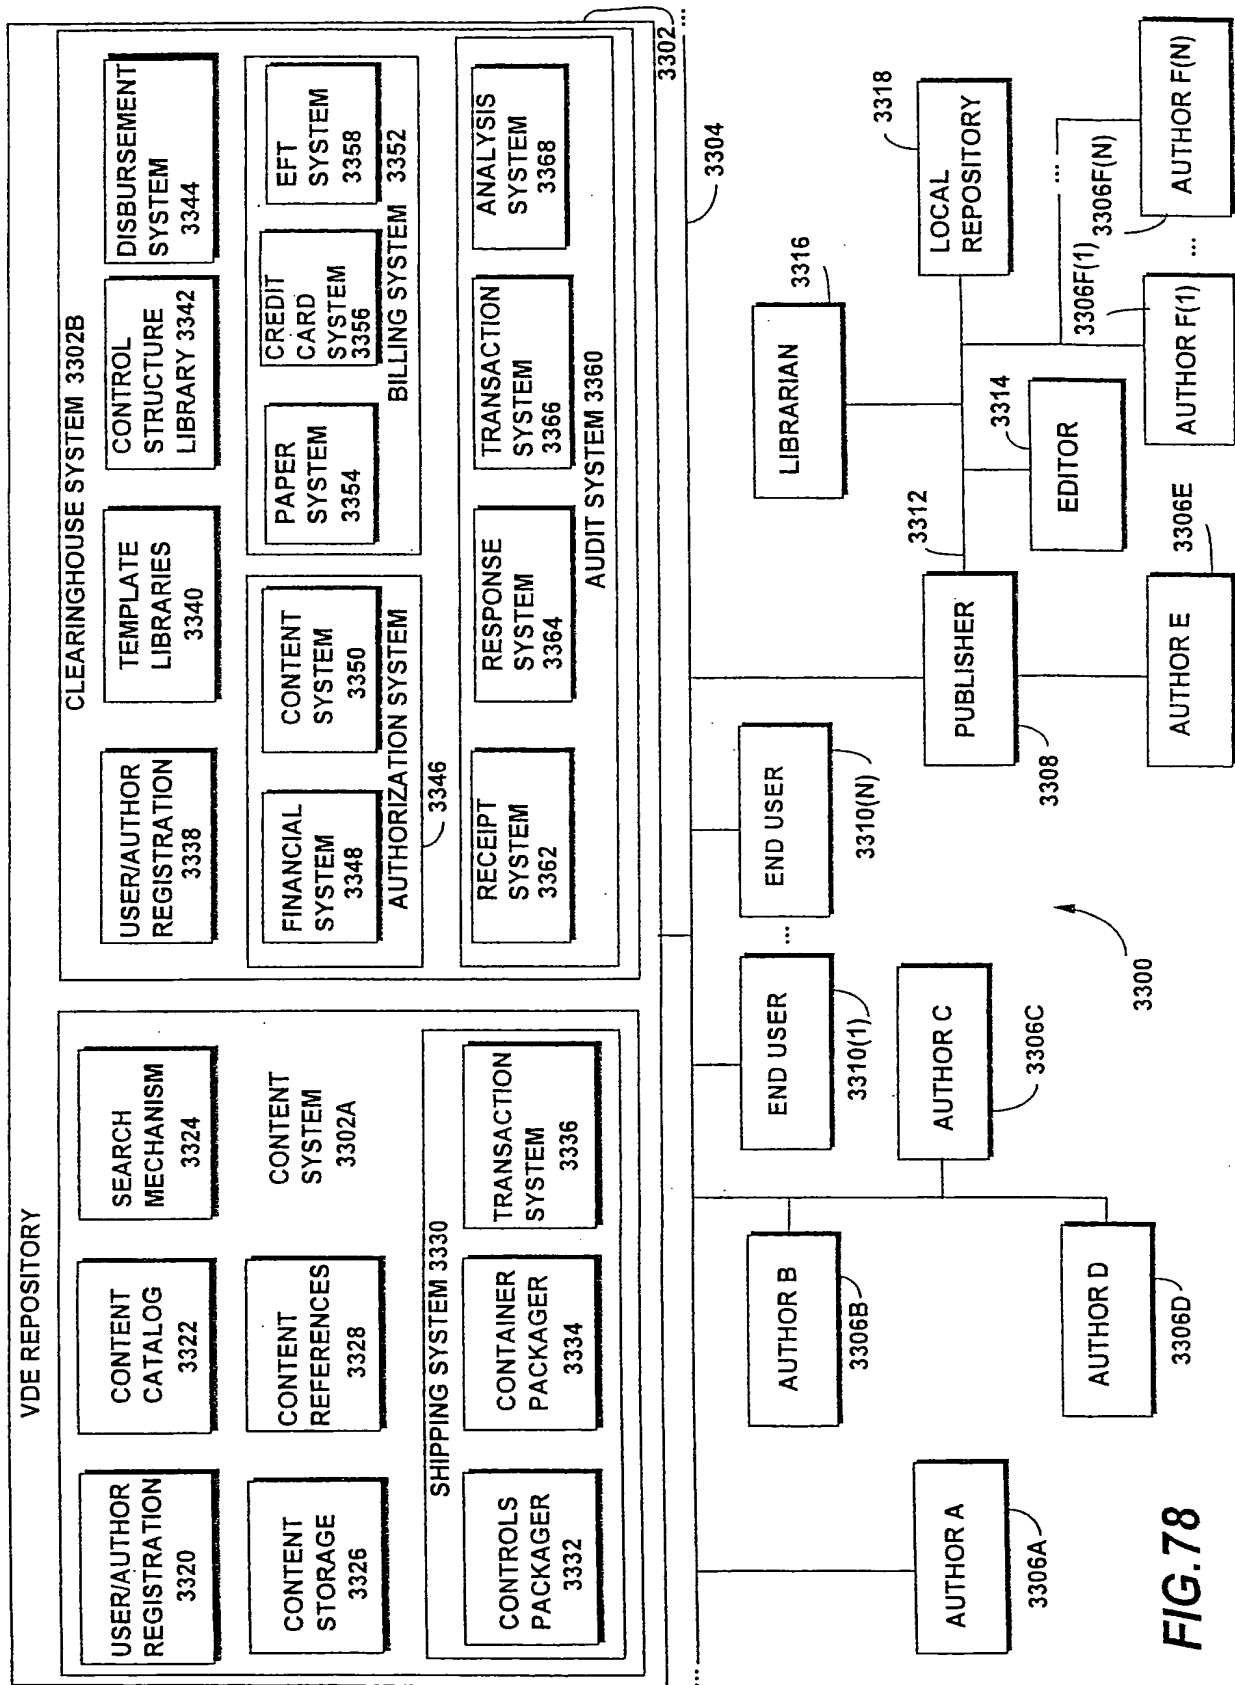 VDE REPOSITORY
USER/AUTHOR
REGISTRATION
3320
CONTENT
CATALOG
3322
SEARCH
MECHANISM
3324
CONTENT
STORAGE
3326
CONTENT
REFERENCES
3328
CONTENT
SYSTEM
3302A
SHIPPING SYSTEM 3330
CONTROLS
PACKAGER
3332
CONTAINER
PACKAGER
3334
TRANSACTION
SYSTEM
3336
CLEARINGHOUSE SYSTEM 3302B
USER/AUTHOR
REGISTRATION
3338
TEMPLATE
LIBRARIES
3340
CONTROL
STRUCTURE
LIBRARY 3342
DISBURSEMENT
SYSTEM
3344
FINANCIAL
SYSTEM
3348
CONTENT
SYSTEM
3350
AUTHORIZATION SYSTEM
3346
PAPER
SYSTEM
3354
CREDIT
CARD
SYSTEM
3356
EFT
SYSTEM
3358
BILLING SYSTEM 3352
RECEIPT
SYSTEM
3362
RESPONSE
SYSTEM
3364
TRANSACTION
SYSTEM
3366
ANALYSIS
SYSTEM
3368
AUDIT SYSTEM 3360
3302
...
...
3304
AUTHOR A
3306A
AUTHOR B
3306B
AUTHOR C
3306C
AUTHOR D
3306D
END USER
3310(1)
...
END USER
3310(N)
3300
PUBLISHER
3308
3312
AUTHOR E
3306E
LIBRARIAN
3316
EDITOR
3314
LOCAL
REPOSITORY
3318
AUTHOR F(1)
3306F(1)
...
...
AUTHOR F(N)
3306F(N)
FIG.78